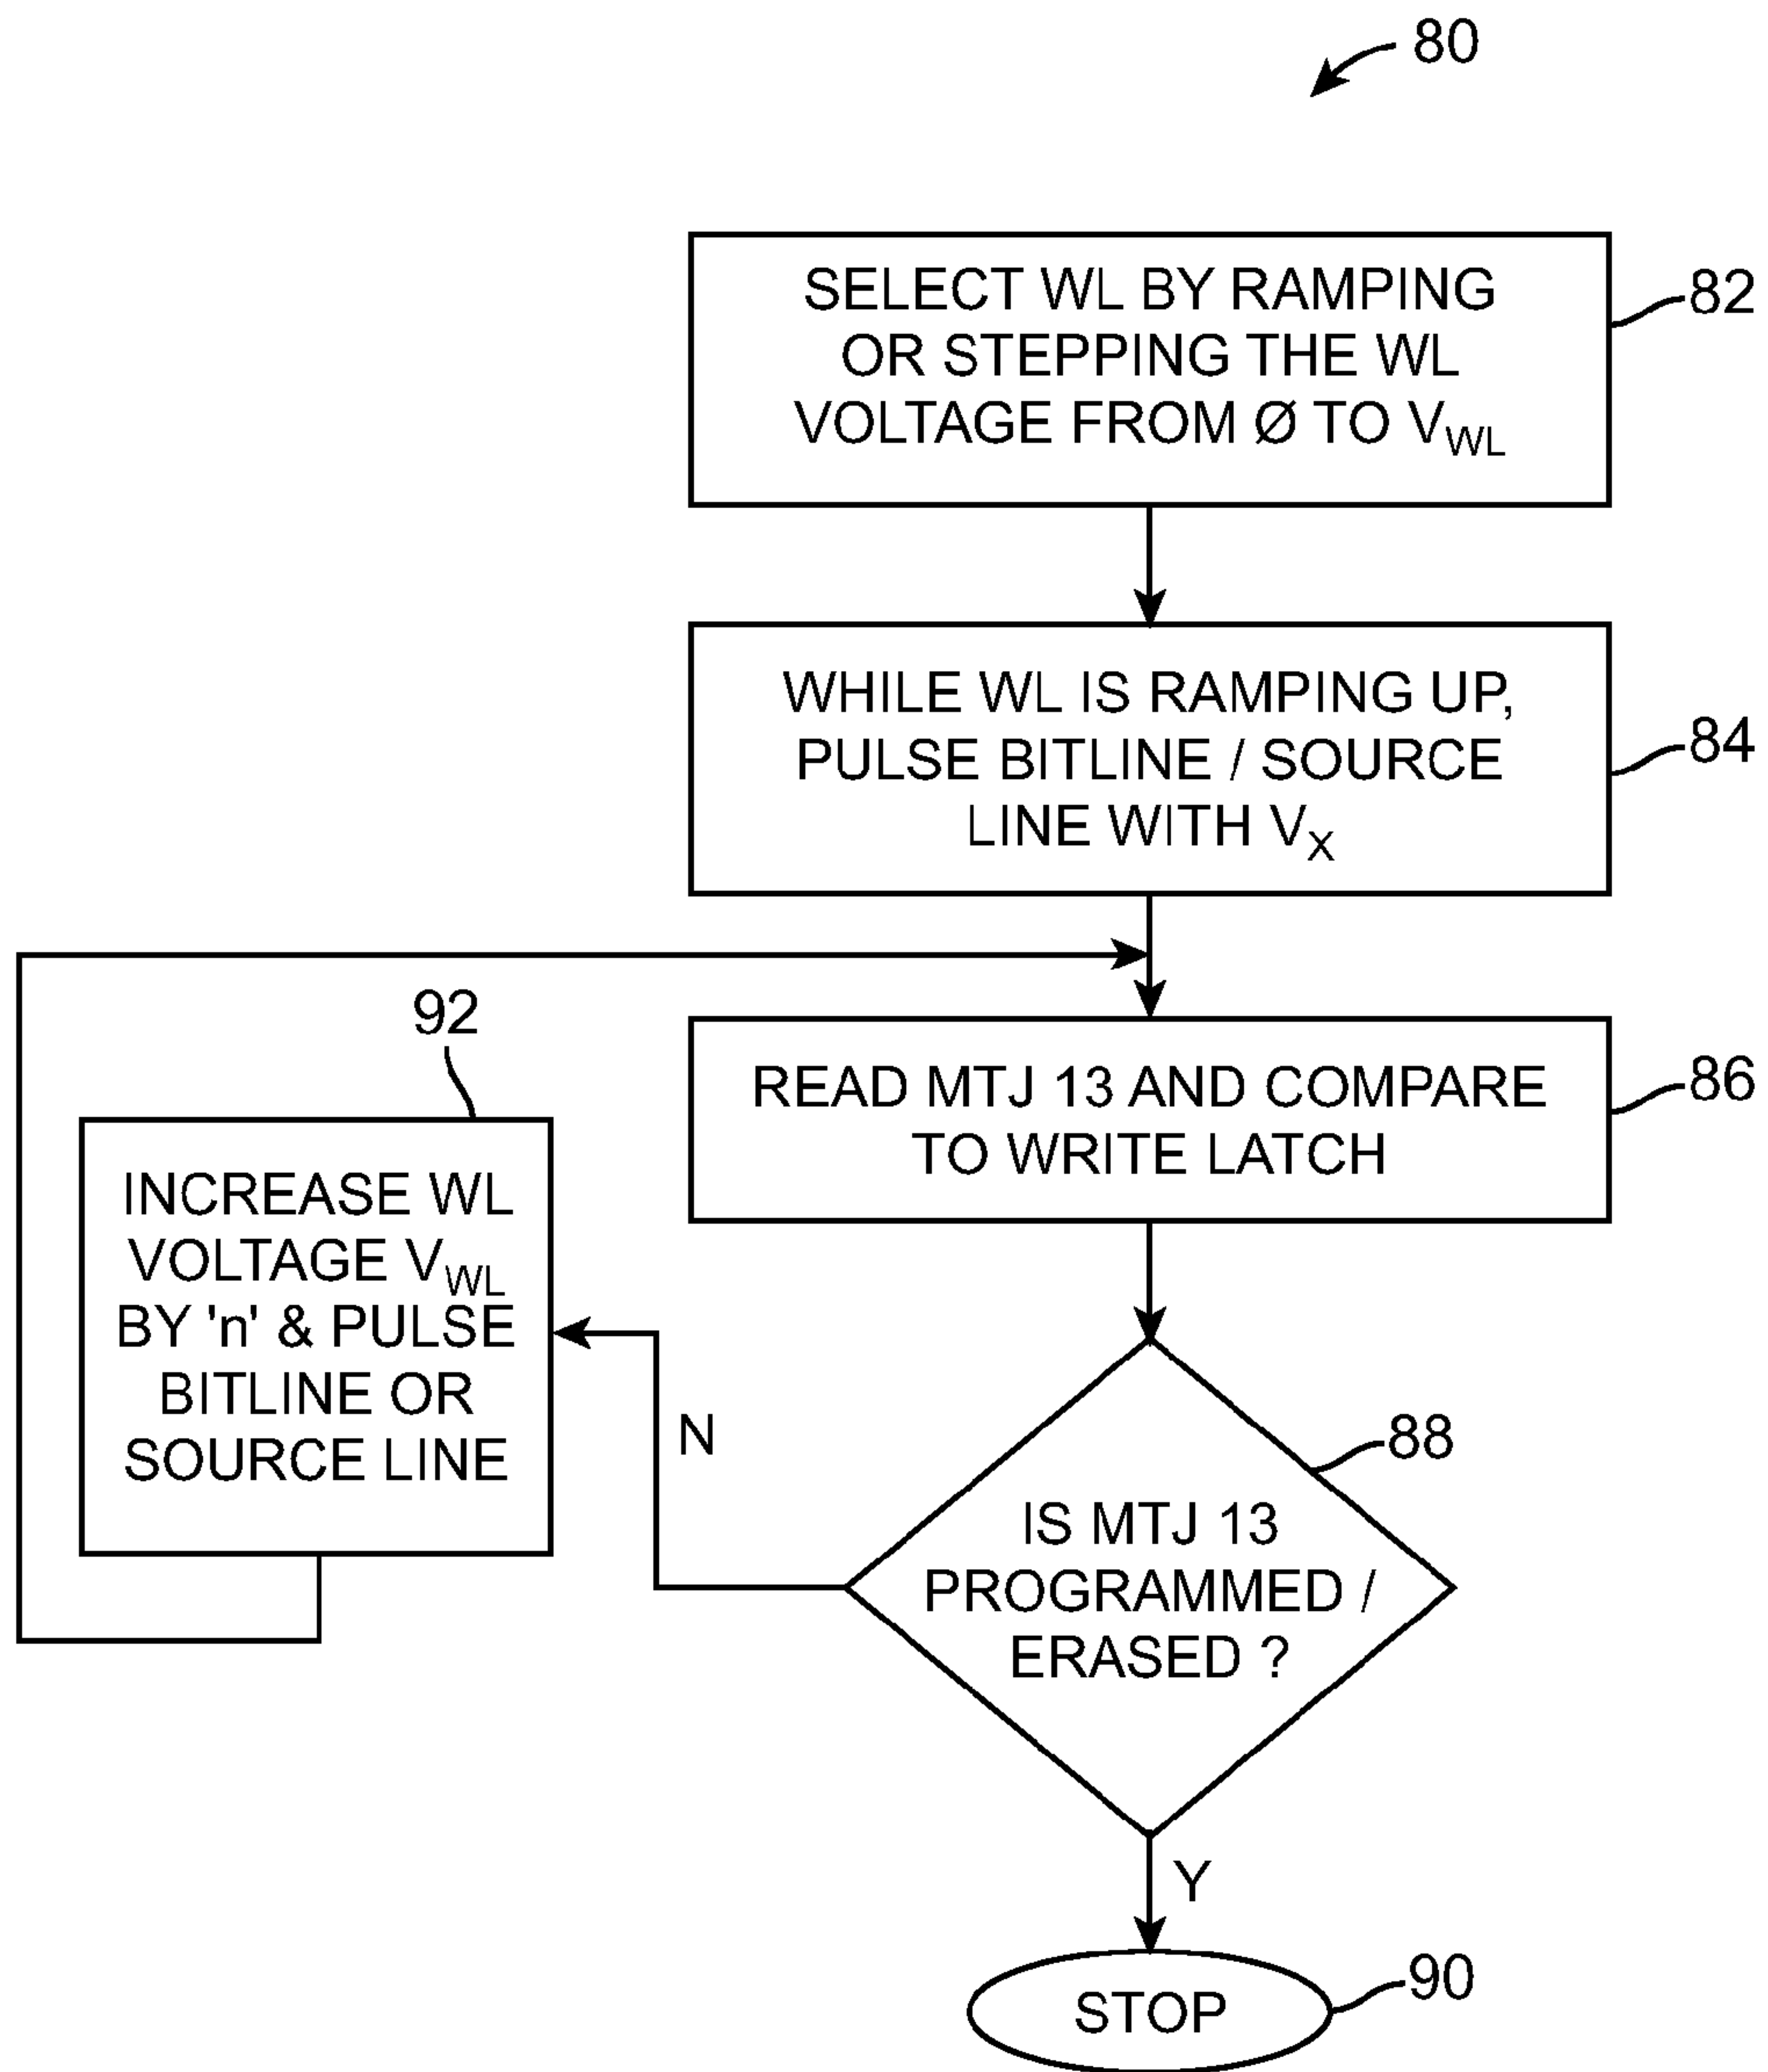 80
SELECT WL BY RAMPING
OR STEPPING THE WL
VOLTAGE FROM Ø TO VWL
82
WHILE WL IS RAMPING UP,
PULSE BITLINE / SOURCE
LINE WITH VX
84
READ MTJ 13 AND COMPARE
TO WRITE LATCH
86
92
INCREASE WL
VOLTAGE VWL
BY 'n' & PULSE
BITLINE OR
SOURCE LINE
N
88
IS MTJ 13
PROGRAMMED /
ERASED ?
Y
STOP
90